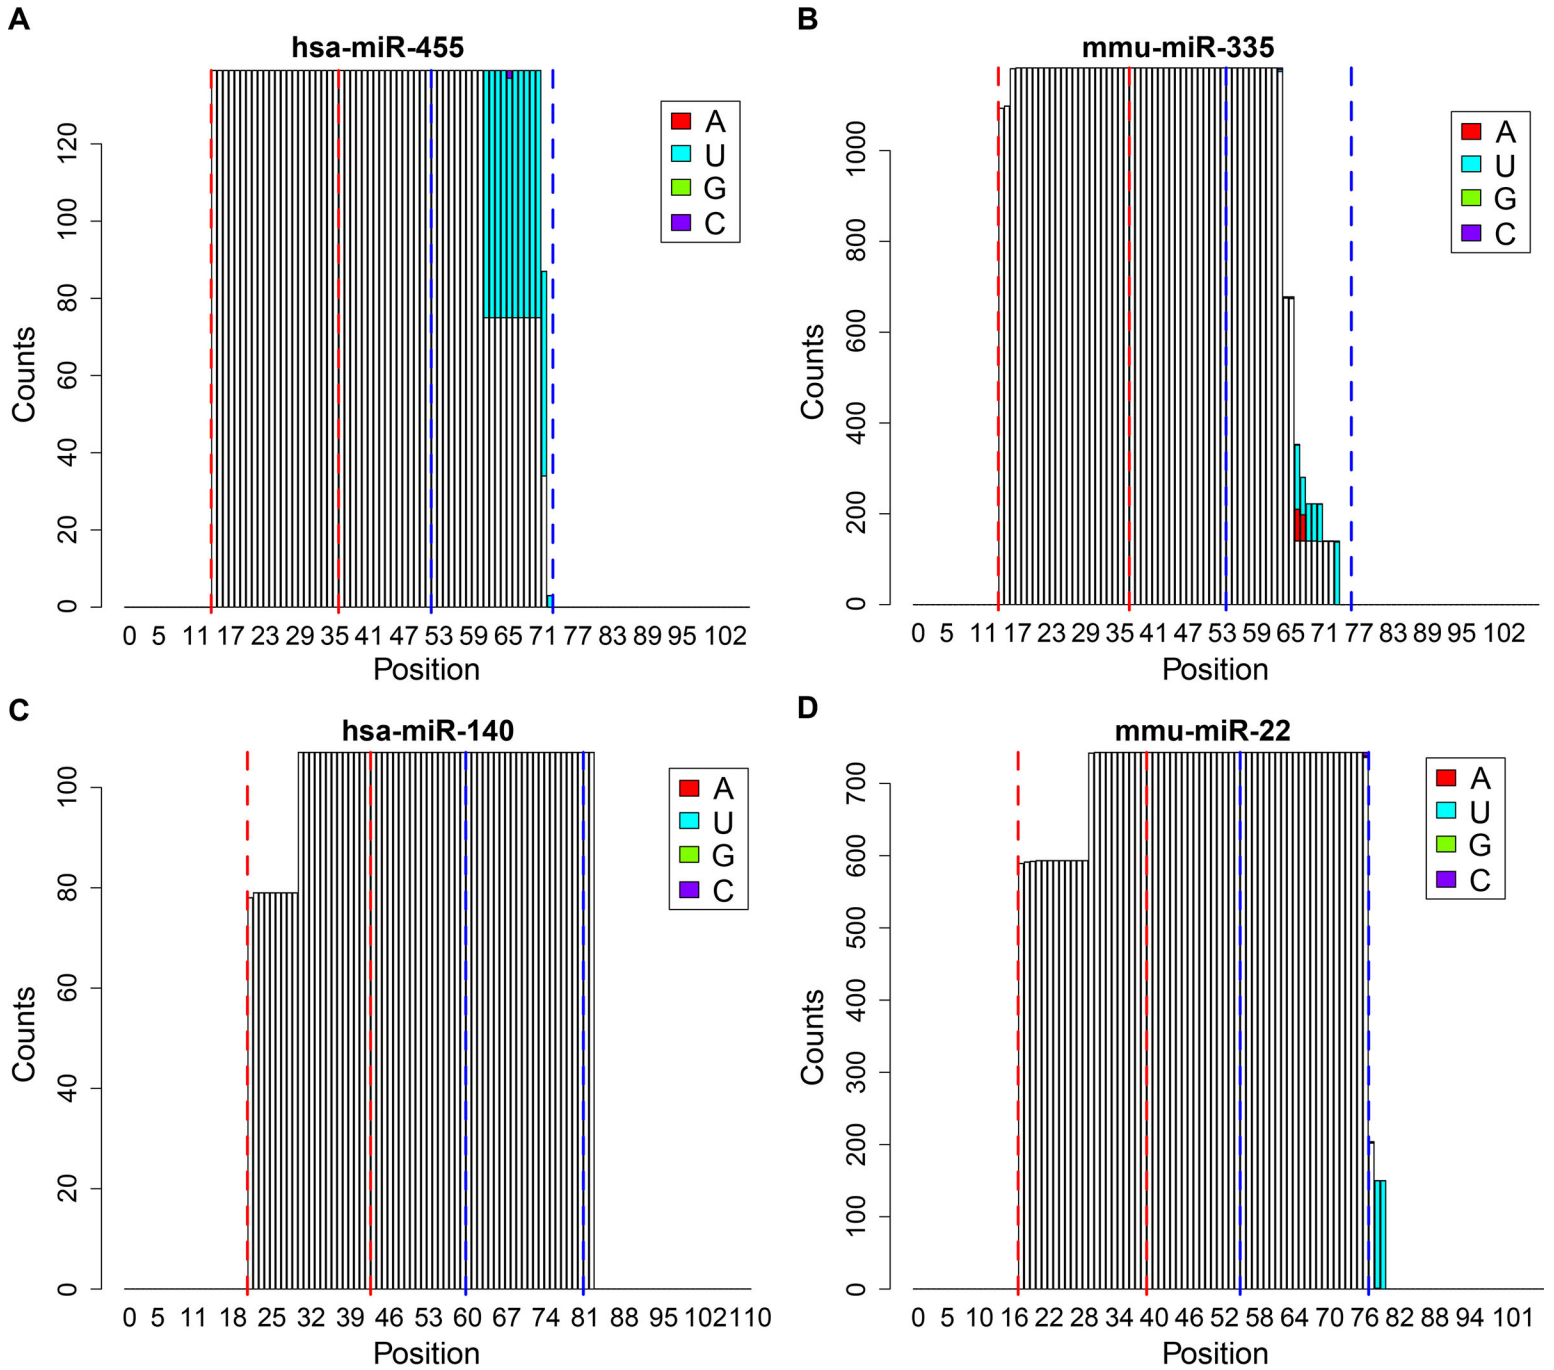 A
hsa-miR-455
Counts
0 20 40 60 80 100 120
A
U
G
C
0 5 11 17 23 29 35 41 47 53 59 65 71 77 83 89 95 102
Position
B
mmu-miR-335
Counts
0 200 400 600 800 1000
A
U
G
C
0 5 11 17 23 29 35 41 47 53 59 65 71 77 83 89 95 102
Position
C
hsa-miR-140
Counts
0 20 40 60 80 100
A
U
G
C
0 5 11 18 25 32 39 46 53 60 67 74 81 88 95 102 110
Position
D
mmu-miR-22
Counts
0 100 200 300 400 500 600 700
A
U
G
C
0 5 10 16 22 28 34 40 46 52 58 64 70 76 82 88 94 101
Position